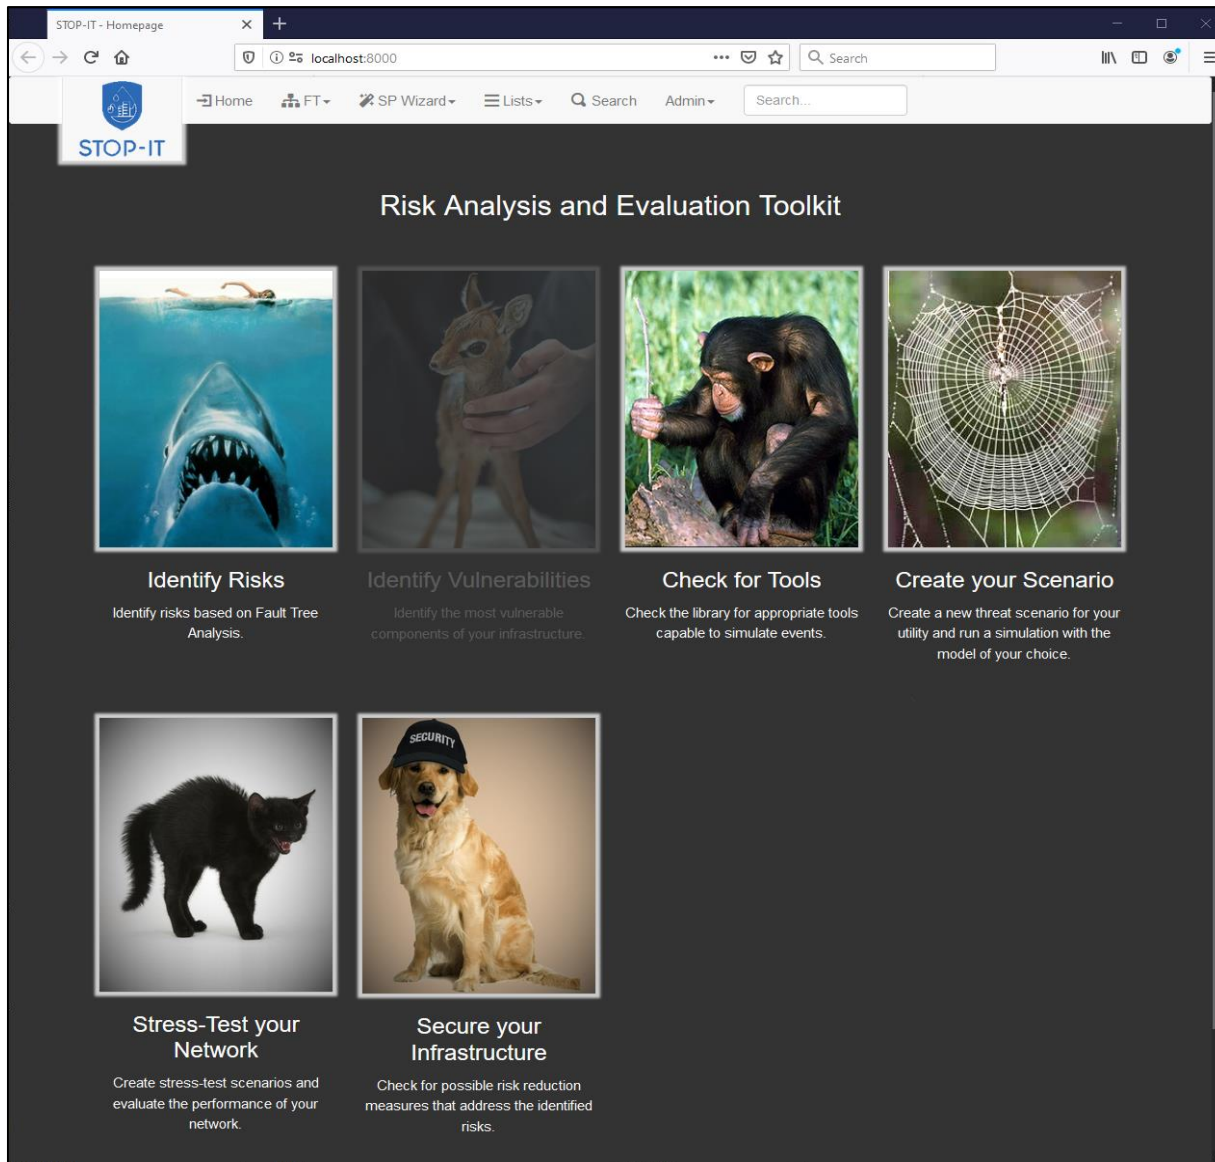 STOP-IT - Homepage
localhost:8000
Search
Home FT SP Wizard Lists Search Admin Search...
STOP-IT
Risk Analysis and Evaluation Toolkit
Identify Risks
Identify risks based on Fault Tree
Analysis.
Identify Vulnerabilities
Identify the most vulnerable
components of your infrastructure.
Check for Tools
Check the library for appropriate tools
capable to simulate events.
Create your Scenario
Create a new threat scenario for your
utility and run a simulation with the
model of your choice.
SECURITY
Stress-Test your
Network
Create stress-test scenarios and
evaluate the performance of your
network.
Secure your
Infrastructure
Check for possible risk reduction
measures that address the identified
risks.